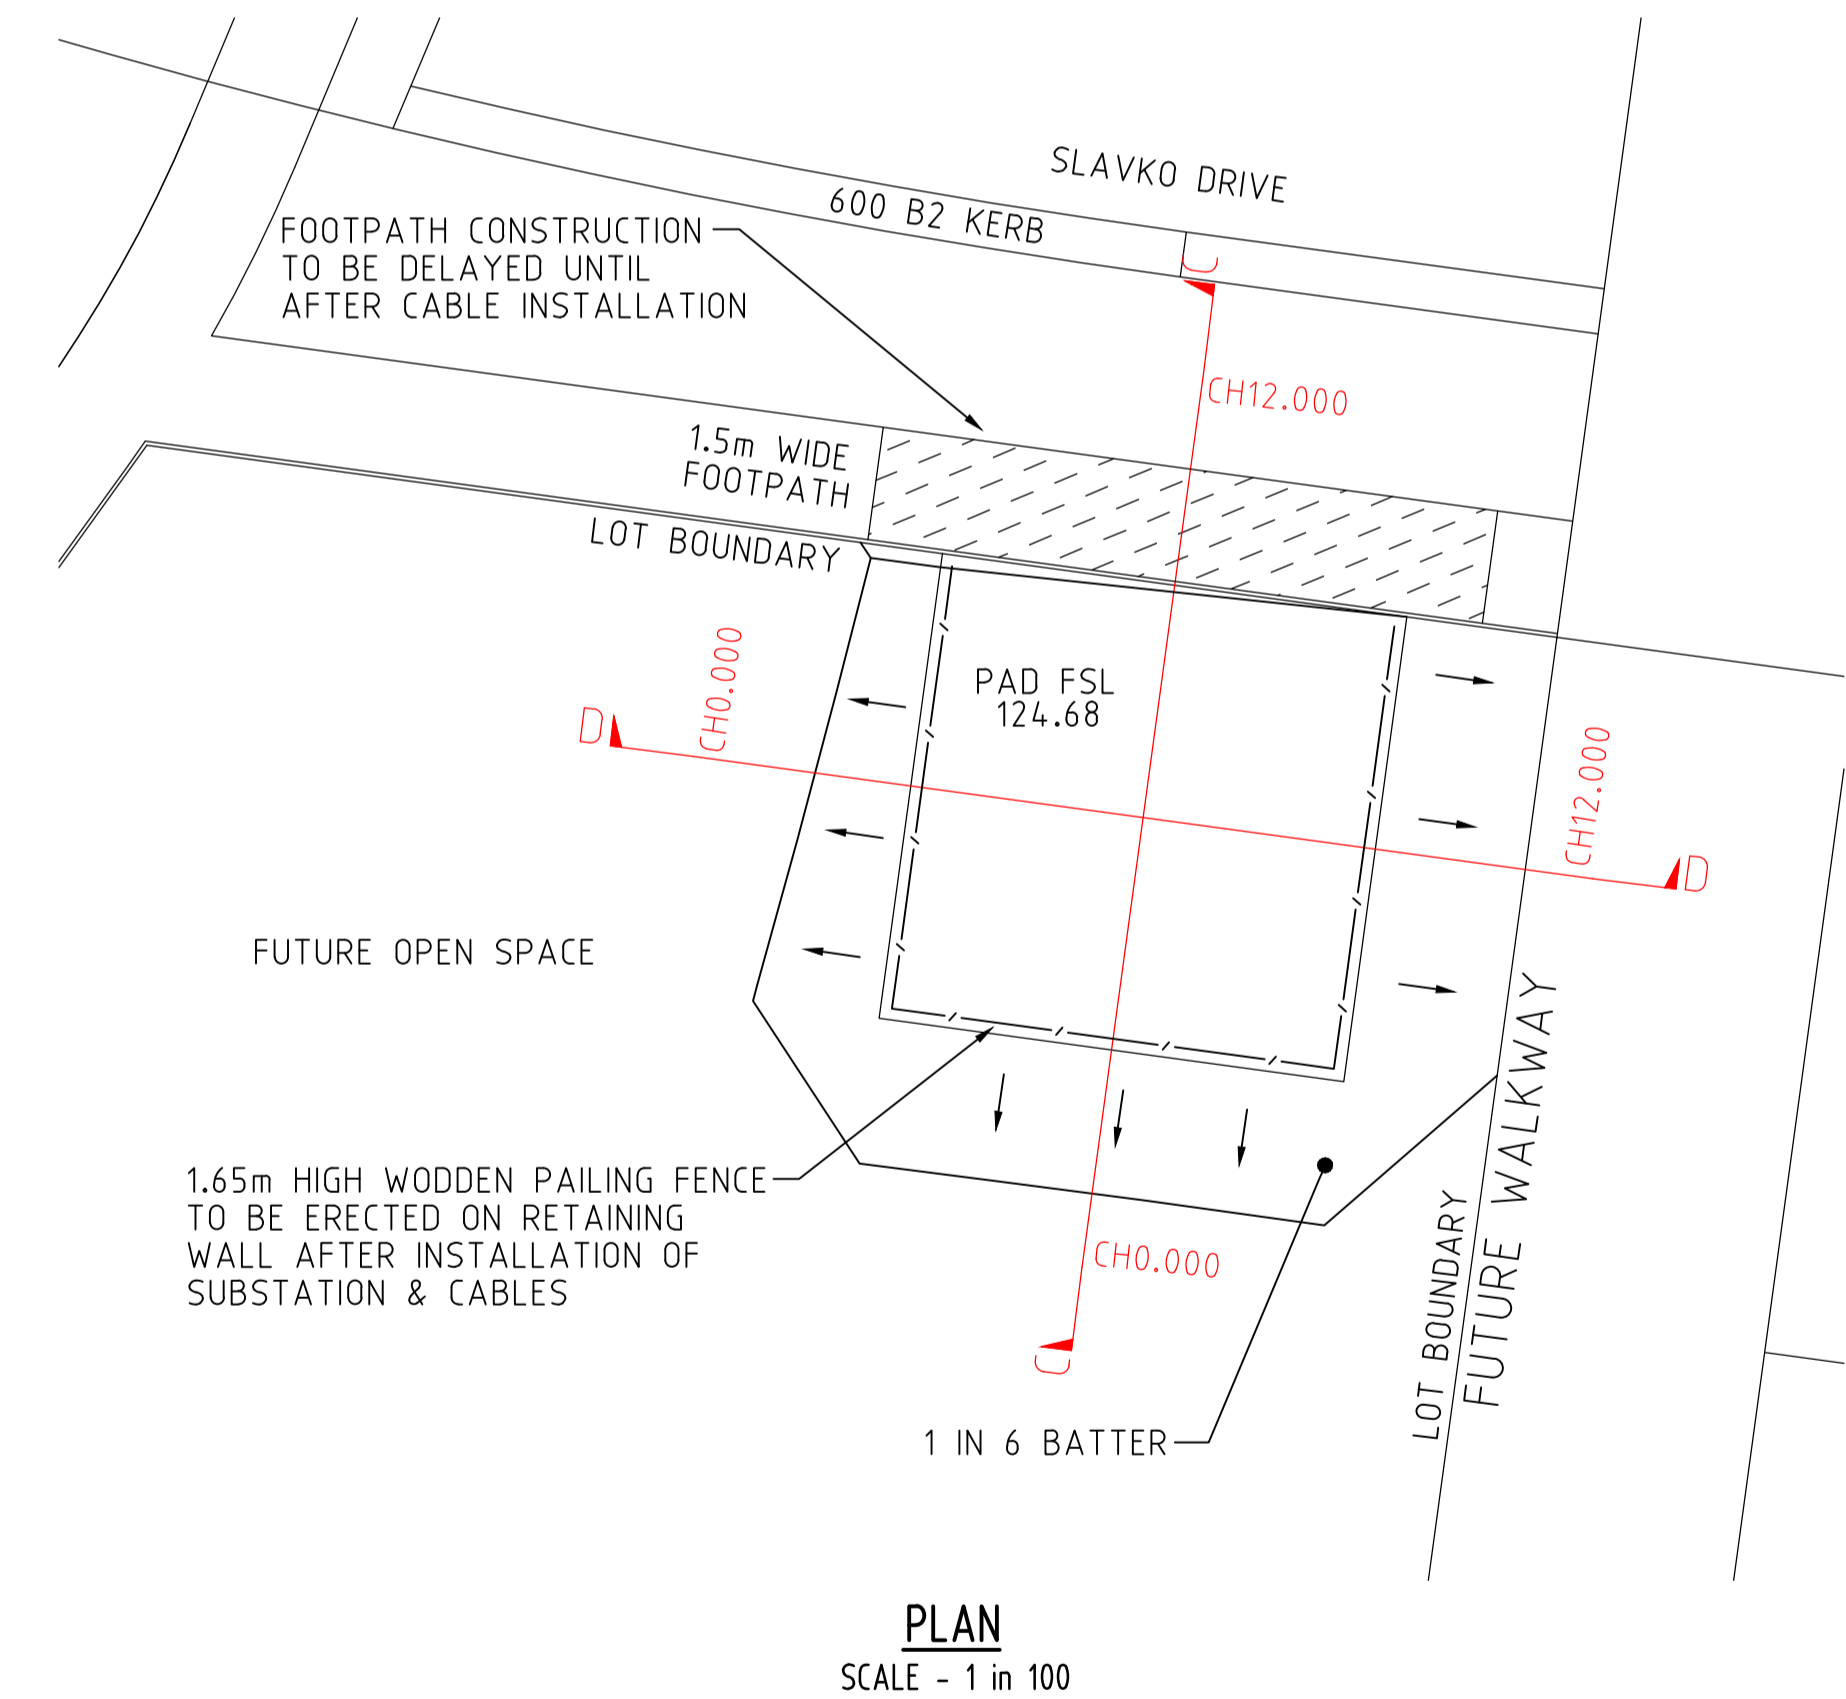 SLAVKO DRIVE
600 B2 KERB
FOOTPATH CONSTRUCTION
TO BE DELAYED UNTIL
AFTER CABLE INSTALLATION
C
CH12.000
1.5m WIDE
FOOTPATH
LOT BOUNDARY
PAD FSL
124.68
D
CH0.000
CH12.000
D
FUTURE OPEN SPACE
1.65m HIGH WODDEN PAILING FENCE
TO BE ERECTED ON RETAINING
WALL AFTER INSTALLATION OF
SUBSTATION & CABLES
CH0.000
C
LOT BOUNDARY
FUTURE WALKWAY
1 IN 6 BATTER
PLAN
SCALE - 1 in 100